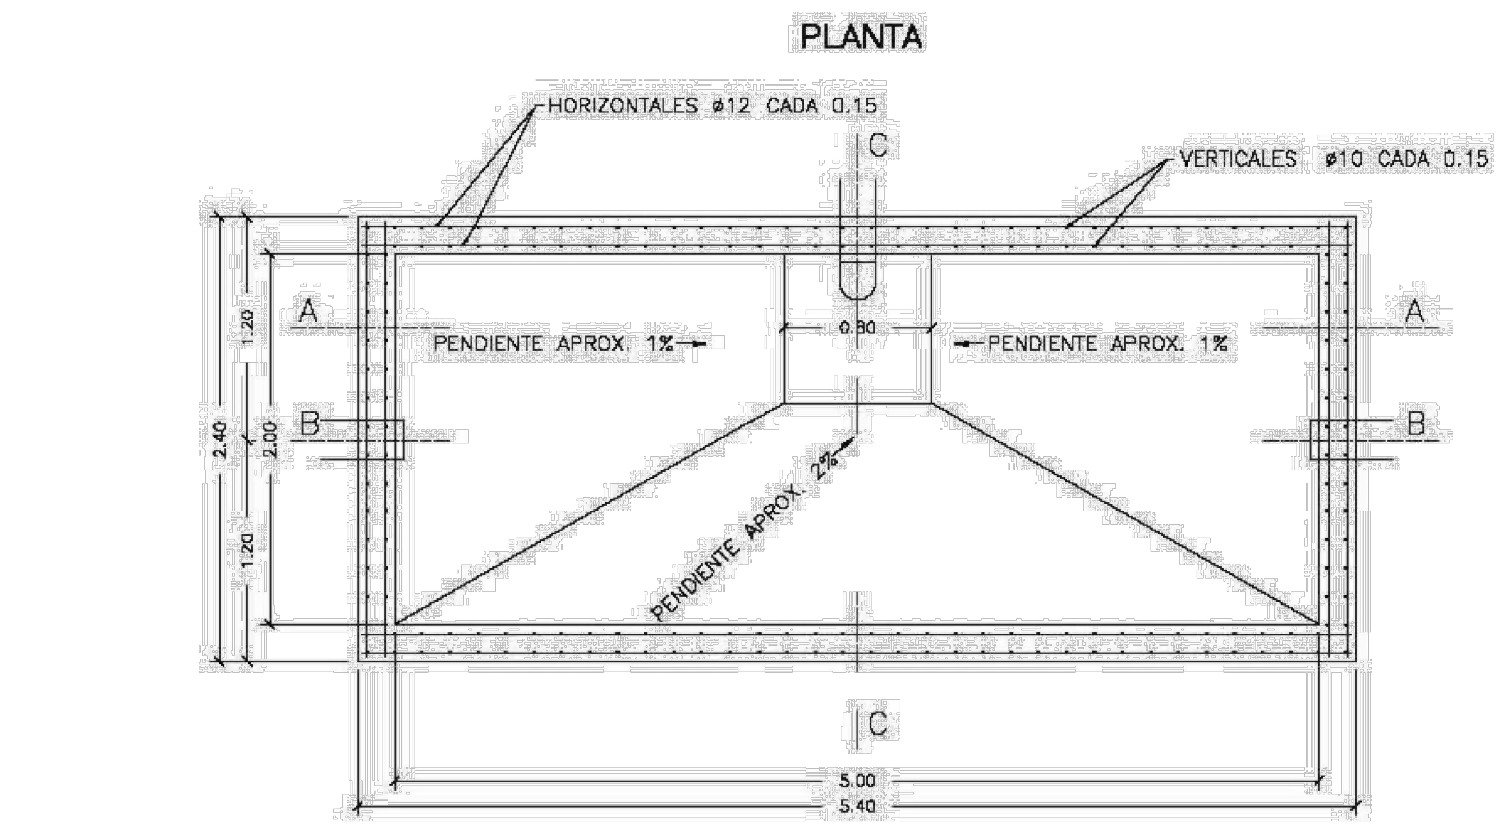 PLANTA
HORIZONTALES ø12 CADA 0.15
C
VERTICALES ø10 CADA 0.15
A
A
1.20
0.80
PENDIENTE APROX. 1%
PENDIENTE APROX. 1%
B
B
2.40
2.00
PENDIENTE APROX. 2%
1.20
C
5.00
5.40